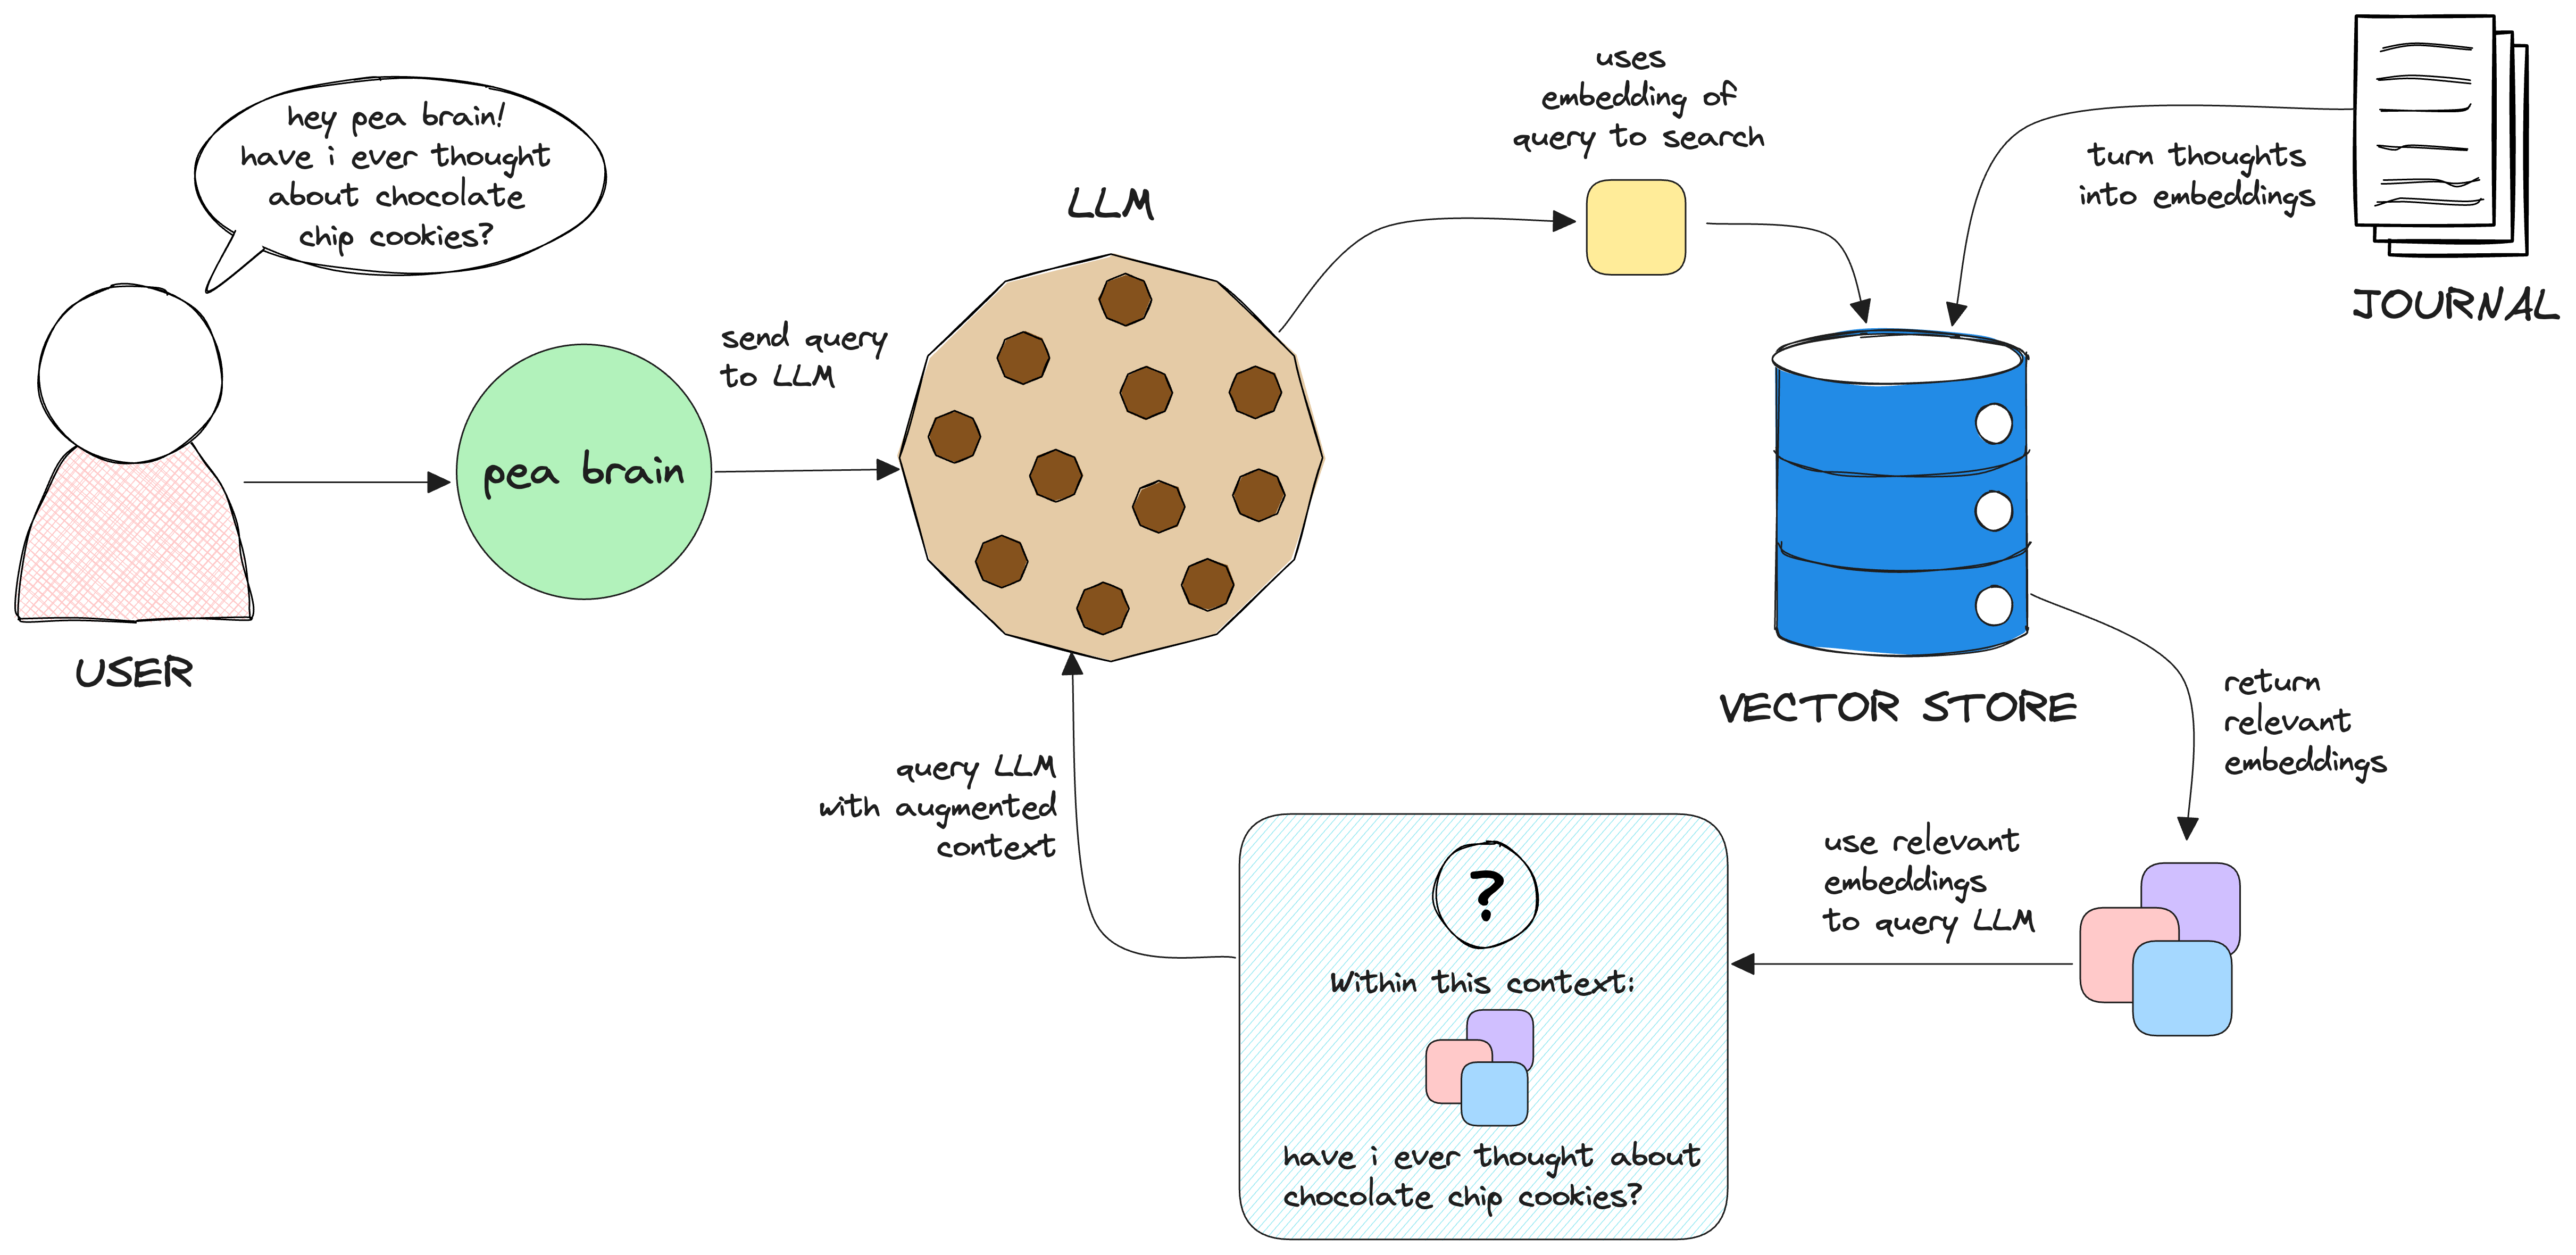 hey pea brain!
have i ever thought
about chocolate
chip cookies?
USER
pea brain
send query
to LLM
LLM
uses
embedding of
query to search
turn thoughts
into embeddings
JOURNAL
VECTOR STORE
return
relevant
embeddings
use relevant
embeddings
to query LLM
?
Within this context:
have i ever thought about
chocolate chip cookies?
query LLM
with augmented
context